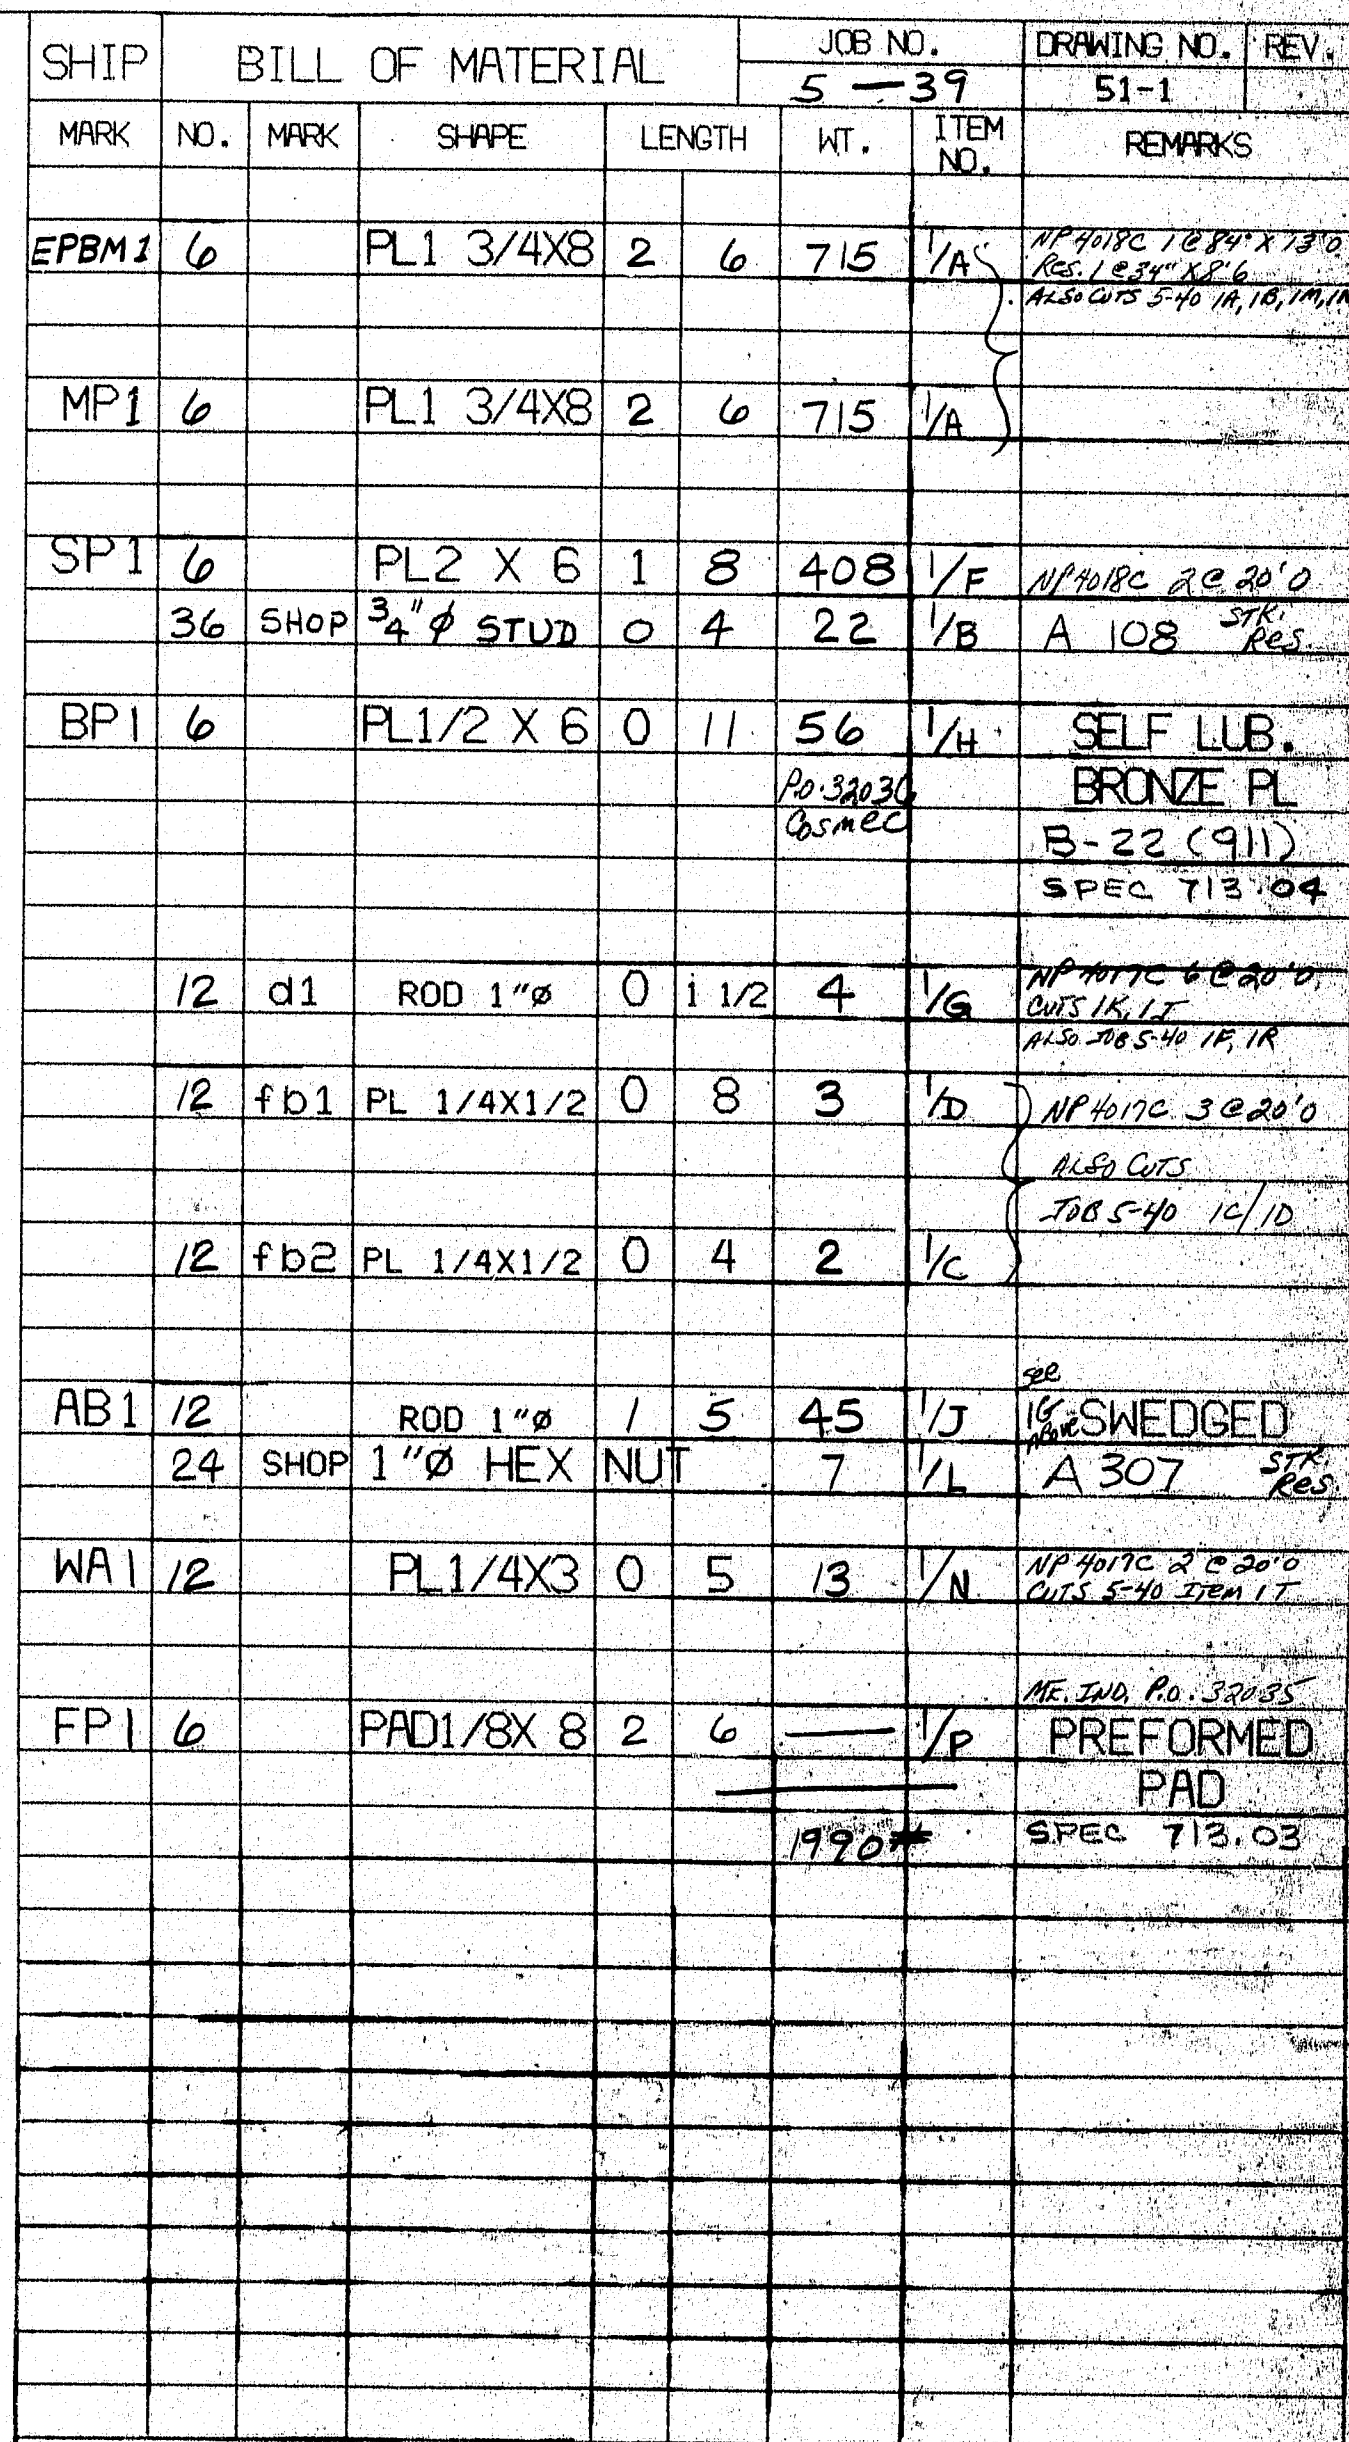 SHIP BILL OF MATERIAL JOB NO. DRAWING NO. REV.
5 - 39 51-1
MARK NO. MARK SHAPE LENGTH WT. ITEM NO. REMARKS
EPBM1 6 PL1 3/4X8 2 6 715 1/A NP4018C 1@84"X13'0
RES. 1@34"X8'6
ALSO CUTS 5-40 1A, 1B, 1M,
MP1 6 PL1 3/4X8 2 6 715 1/A
SP1 6 PL2 X 6 1 8 408 1/F NP4018C 2@20'0
36 SHOP 3/4"ø STUD 0 4 22 1/B A 108 STK. Res.
BP1 6 PL1/2 X 6 0 11 56 1/H SELF LUB.
P.O. 32036 BRONZE PL
Cosmec B-22 (911)
SPEC 713.04
12 d1 ROD 1"ø 0 i 1/2 4 1/G NP4017C 6@20'0
CUTS 1K, 1J
ALSO JOB 5-40 1F, 1R
12 fb1 PL 1/4X1/2 0 8 3 1/D NP4017C 3@20'0
ALSO CUTS
JOB 5-40 1C/1D
12 fb2 PL 1/4X1/2 0 4 2 1/C
see
AB1 12 ROD 1"ø 1 5 45 1/J 1G Above SWEDGED
24 SHOP 1"Ø HEX NUT 7 1/L A307 STK. Res.
WA1 12 PL1/4X3 0 5 13 1/N NP4017C 2@20'0
CUTS 5-40 Item 1T
ME. IND. P.O. 32035
FP1 6 PAD1/8X 8 2 6 — 1/P PREFORMED
PAD
1990# SPEC 713.03